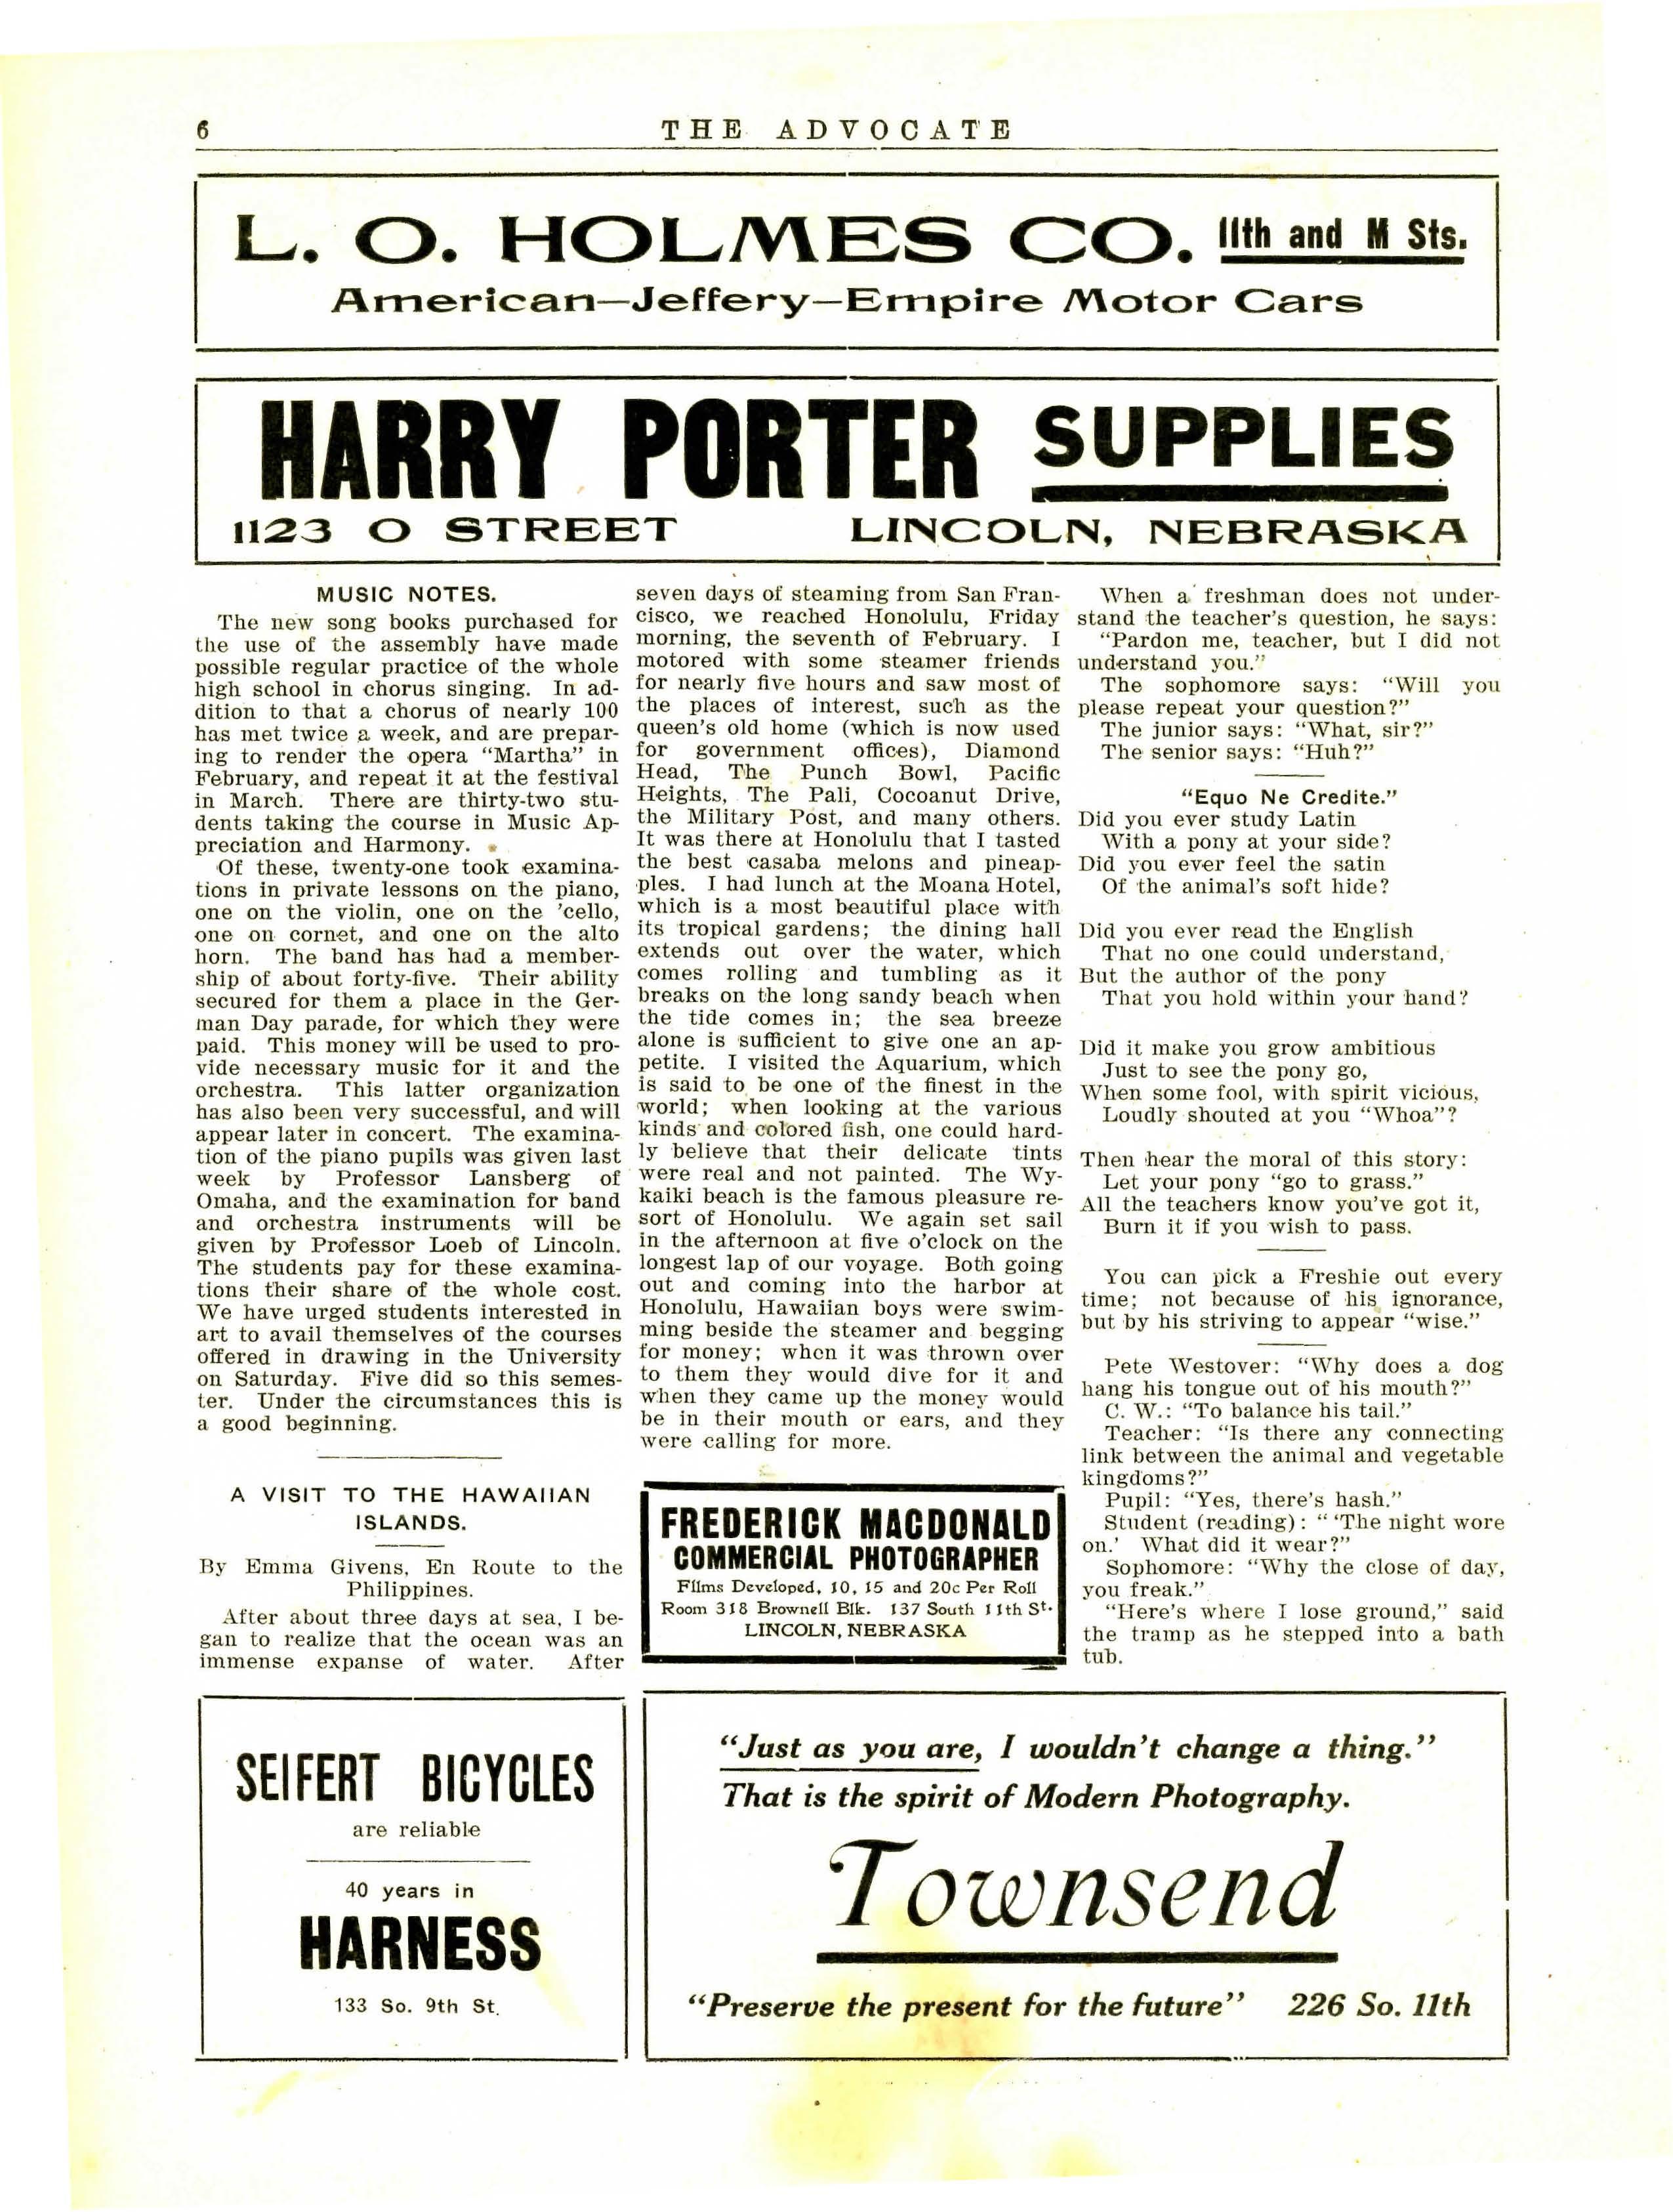 6
THE ADVOCATE
L. O. HOLMES CO. 11th and M Sts.
American—Jeffery—Empire Motor Cars
HARRY PORTER SUPPLIES
1123 O STREET LINCOLN, NEBRASKA
MUSIC NOTES.
The new song books purchased for
the use of the assembly have made
possible regular practice of the whole
high school in chorus singing. In ad-
dition to that a chorus of nearly 100
has met twice a week, and are prepar-
ing to render the opera "Martha" in
February, and repeat it at the festival
in March. There are thirty-two stu-
dents taking the course in Music Ap-
preciation and Harmony.
Of these, twenty-one took examina-
tions in private lessons on the piano,
one on the violin, one on the 'cello,
one on cornet, and one on the alto
horn. The band has had a member-
ship of about forty-five. Their ability
secured for them a place in the Ger-
man Day parade, for which they were
paid. This money will be used to pro-
vide necessary music for it and the
orchestra. This latter organization
has also been very successful, and will
appear later in concert. The examina-
tion of the piano pupils was given last
week by Professor Lansberg of
Omaha, and the examination for band
and orchestra instruments will be
given by Professor Loeb of Lincoln.
The students pay for these examina-
tions their share of the whole cost.
We have urged students interested in
art to avail themselves of the courses
offered in drawing in the University
on Saturday. Five did so this semes-
ter. Under the circumstances this is
a good beginning.
A VISIT TO THE HAWAIIAN
ISLANDS.
By Emma Givens, En Route to the
Philippines.
After about three days at sea, I be-
gan to realize that the ocean was an
immense expanse of water. After
seven days of steaming from San Fran-
cisco, we reached Honolulu, Friday
morning, the seventh of February. I
motored with some steamer friends
for nearly five hours and saw most of
the places of interest, such as the
queen's old home (which is now used
for government offices), Diamond
Head, The Punch Bowl, Pacific
Heights, The Pali, Cocoanut Drive,
the Military Post, and many others.
It was there at Honolulu that I tasted
the best casaba melons and pineap-
ples. I had lunch at the Moana Hotel,
which is a most beautiful place with
its tropical gardens; the dining hall
extends out over the water, which
comes rolling and tumbling as it
breaks on the long sandy beach when
the tide comes in; the sea breeze
alone is sufficient to give one an ap-
petite. I visited the Aquarium, which
is said to be one of the finest in the
world; when looking at the various
kinds and colored fish, one could hard-
ly believe that their delicate tints
were real and not painted. The Wy-
kaiki beach is the famous pleasure re-
sort of Honolulu. We again set sail
in the afternoon at five o'clock on the
longest lap of our voyage. Both going
out and coming into the harbor at
Honolulu, Hawaiian boys were swim-
ming beside the steamer and begging
for money; when it was thrown over
to them they would dive for it and
when they came up the money would
be in their mouth or ears, and they
were calling for more.
FREDERICK MACDONALD
COMMERCIAL PHOTOGRAPHER
Films Developed, 10, 15 and 20c Per Roll
Room 318 Brownell Blk. 137 South 11th St.
LINCOLN, NEBRASKA
When a freshman does not under-
stand the teacher's question, he says:
"Pardon me, teacher, but I did not
understand you."
The sophomore says: "Will you
please repeat your question?"
The junior says: "What, sir?"
The senior says: "Huh?"
"Equo Ne Credite."
Did you ever study Latin
With a pony at your side?
Did you ever feel the satin
Of the animal's soft hide?
Did you ever read the English
That no one could understand,
But the author of the pony
That you hold within your hand?
Did it make you grow ambitious
Just to see the pony go,
When some fool, with spirit vicious,
Loudly shouted at you "Whoa"?
Then hear the moral of this story:
Let your pony "go to grass."
All the teachers know you've got it,
Burn it if you wish to pass.
You can pick a Freshie out every
time; not because of his ignorance,
but by his striving to appear "wise."
Pete Westover: "Why does a dog
hang his tongue out of his mouth?"
C. W.: "To balance his tail."
Teacher: "Is there any connecting
link between the animal and vegetable
kingdoms?"
Pupil: "Yes, there's hash."
Student (reading): " 'The night wore
on.' What did it wear?"
Sophomore: "Why the close of day,
you freak."
"Here's where I lose ground," said
the tramp as he stepped into a bath
tub.
SEIFERT BICYCLES
are reliable
40 years in
HARNESS
133 So. 9th St.
"Just as you are, I wouldn't change a thing."
That is the spirit of Modern Photography.
Townsend
"Preserve the present for the future" 226 So. 11th